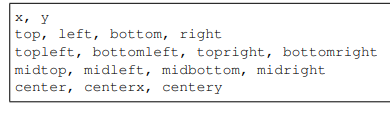 x, y
top, left, bottom, right
topleft, bottomleft, topright, bottomright
midtop, midleft, midbottom, midright
center, centerx, centery